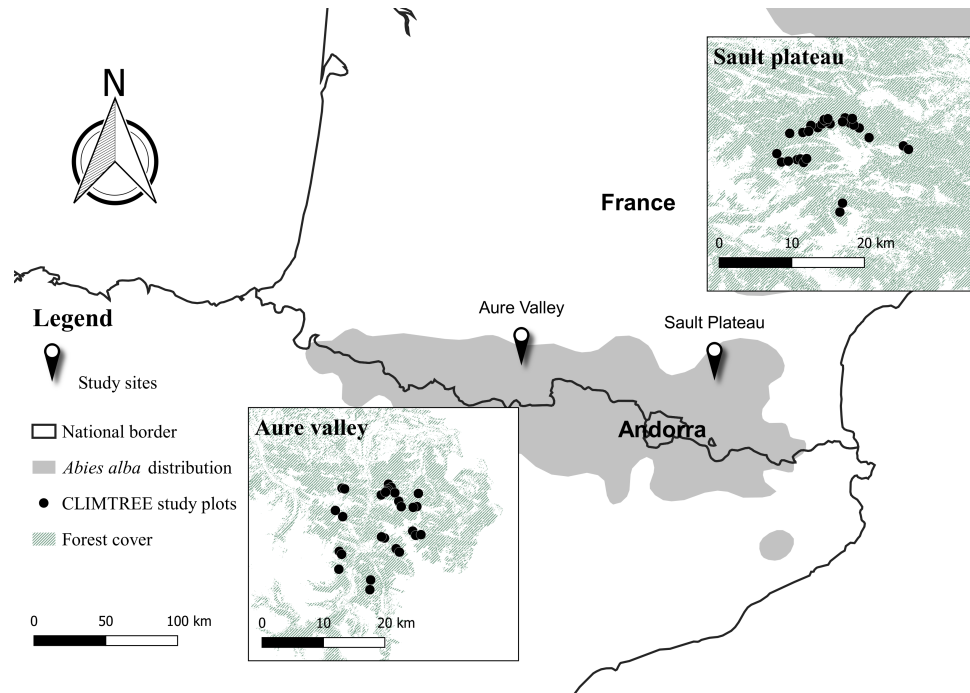 Sault plateau
N
France
0 10 20 km
Aure Valley
Sault Plateau
Legend
Study sites
National border
Abies alba distribution
CLIMTREE study plots
Forest cover
0 50 100 km
Andorra
Aure valley
0 10 20 km